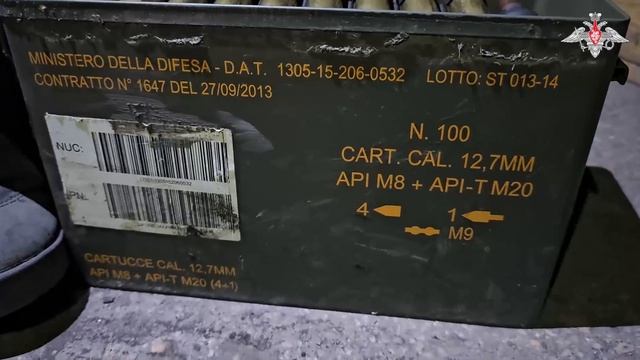 MINISTERO DELLA DIFESA - D.A.T. 1305-15-206-0532 LOTTO: ST 013-14
CONTRATTO N° 1647 DEL 27/09/2013
NUC:
N. 100
CART. CAL. 12,7MM
API M8 + API-T M20
4 1
M9
CARTUCCE CAL. 12,7MM
API M8 + API-T M20 (4÷1)